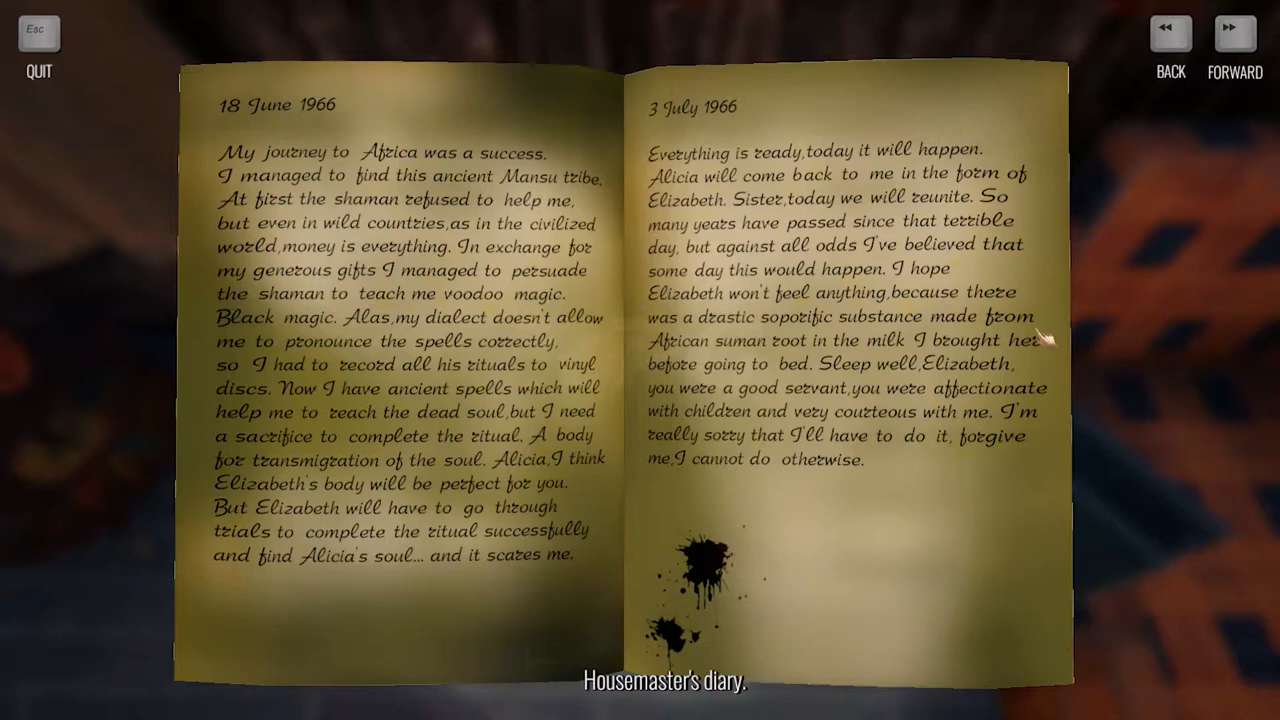 Esc
QUIT
BACK
FORWARD
18 June 1966
My journey to Africa was a success.
I managed to find this ancient Mansu tribe.
At first the shaman refused to help me,
but even in wild countries,as in the civilized
world,money is everything. In exchange for
my generous gifts I managed to persuade
the shaman to teach me voodoo magic.
Black magic. Alas,my dialect doesn't allow
me to pronounce the spells correctly,
so I had to record all his rituals to vinyl
discs. Now I have ancient spells which will
help me to reach the dead soul,but I need
a sacrifice to complete the ritual. A body
for transmigration of the soul. Alicia,I think
Elizabeth's body will be perfect for you.
But Elizabeth will have to go through
trials to complete the ritual successfully
and find Alicia's soul... and it scares me.
3 July 1966
Everything is ready,today it will happen.
Alicia will come back to me in the form of
Elizabeth. Sister,today we will reunite. So
many years have passed since that terrible
day, but against all odds I've believed that
some day this would happen. I hope
Elizabeth won't feel anything,because there
was a drastic soporific substance made from
African suman root in the milk I brought her
before going to bed. Sleep well,Elizabeth,
you were a good servant,you were affectionate
with children and very courteous with me. I'm
really sorry that I'll have to do it, forgive
me,I cannot do otherwise.
Housemaster's diary.